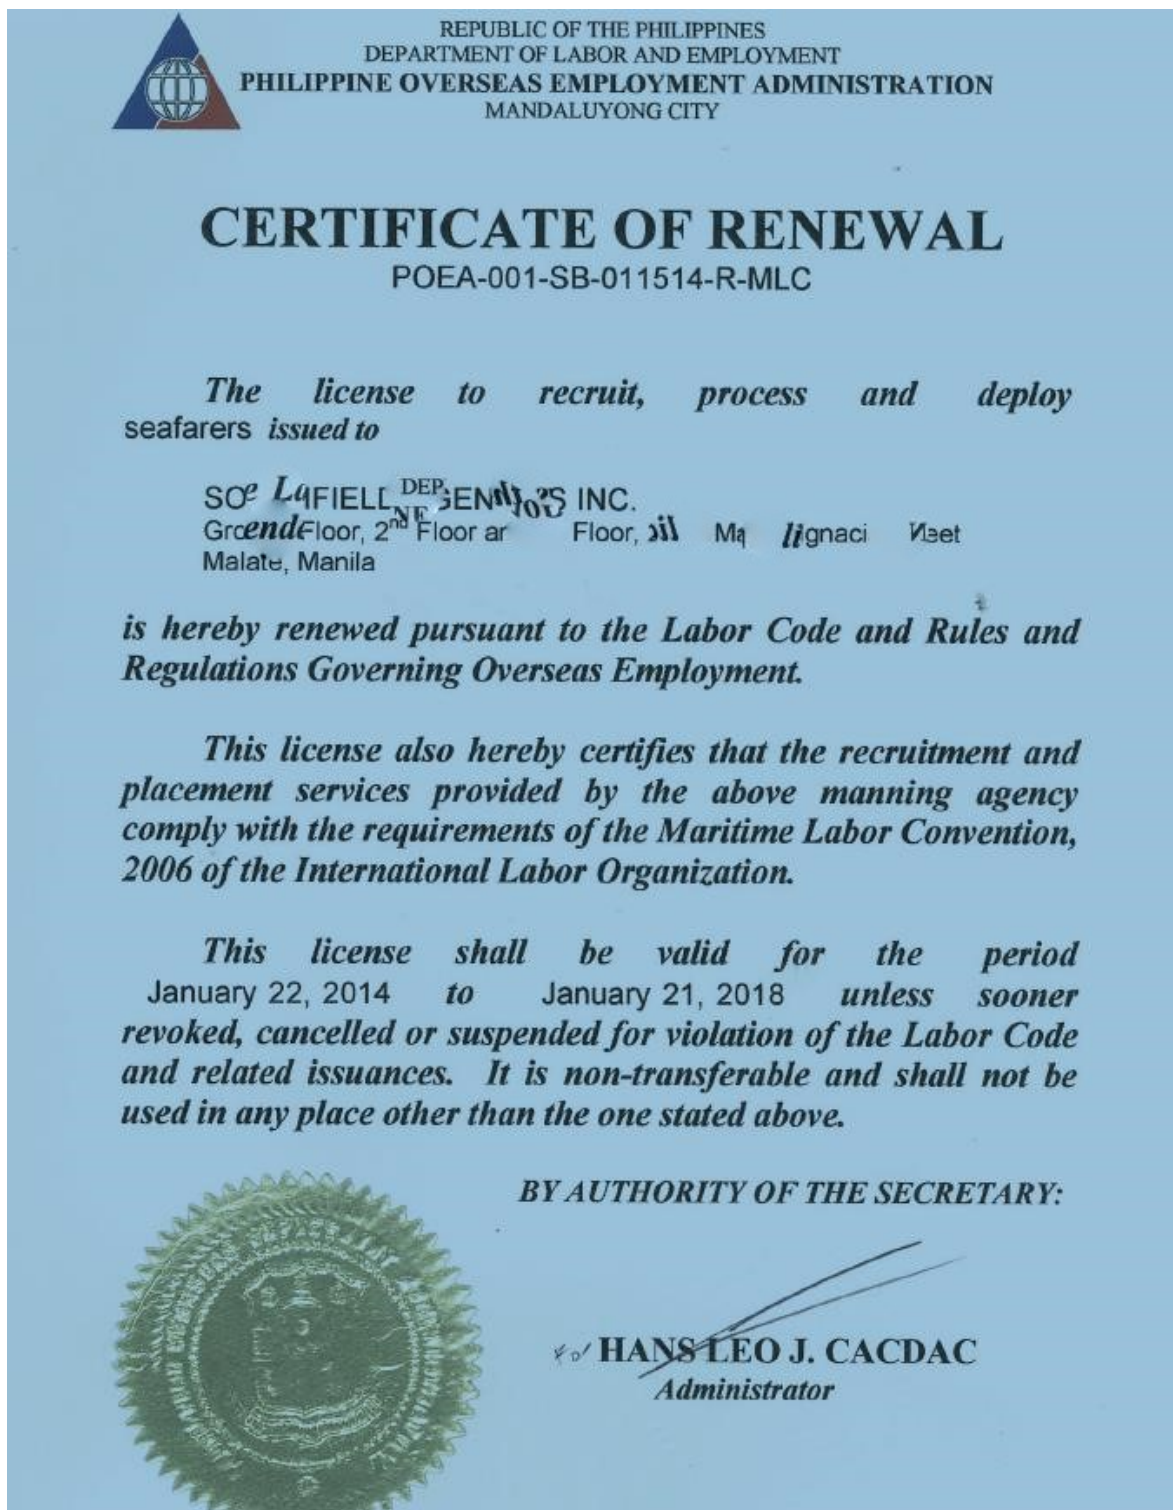 REPUBLIC OF THE PHILIPPINES
DEPARTMENT OF LABOR AND EMPLOYMENT
PHILIPPINE OVERSEAS EMPLOYMENT ADMINISTRATION
MANDALUYONG CITY
CERTIFICATE OF RENEWAL
POEA-001-SB-011514-R-MLC
The license to recruit, process and deploy
seafarers issued to
INC.
Floor, 2nd Floor Floor,
Malate, Manila
is hereby renewed pursuant to the Labor Code and Rules and
Regulations Governing Overseas Employment.
This license also hereby certifies that the recruitment and
placement services provided by the above manning agency
comply with the requirements of the Maritime Labor Convention,
2006 of the International Labor Organization.
This license shall be valid for the period
January 22, 2014 to January 21, 2018 unless sooner
revoked, cancelled or suspended for violation of the Labor Code
and related issuances. It is non-transferable and shall not be
used in any place other than the one stated above.
BY AUTHORITY OF THE SECRETARY:
HANS LEO J. CACDAC
Administrator